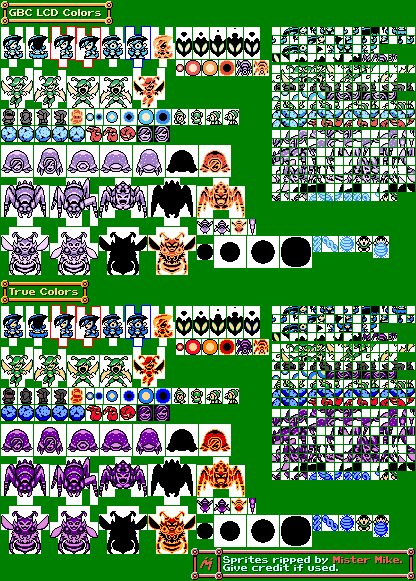 GBC LCD Colors
True Colors
M
Sprites ripped by Mister Mike.
Give credit if used.